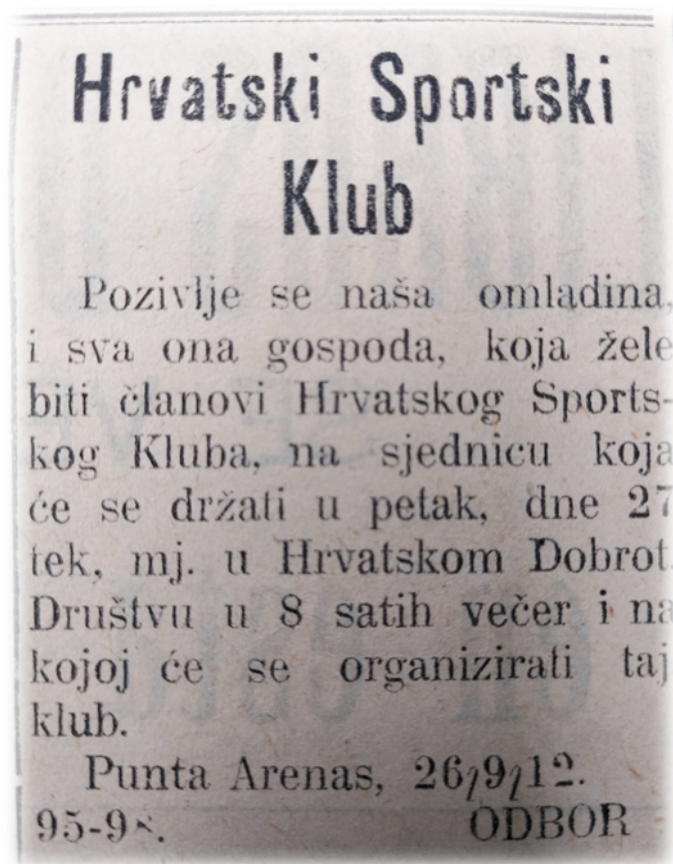 Hrvatski Sportski
Klub
Pozivlje se naša omladina,
i sva ona gospoda, koja žele
biti članovi Hrvatskog Sports-
kog Kluba, na sjednicu koja
će se držati u petak, dne 27
tek, mj. u Hrvatskom Dobrot.
Društvu u 8 satih večer i na
kojoj će se organizirati taj
klub.
Punta Arenas, 26/9/12.
95-98. ODBOR